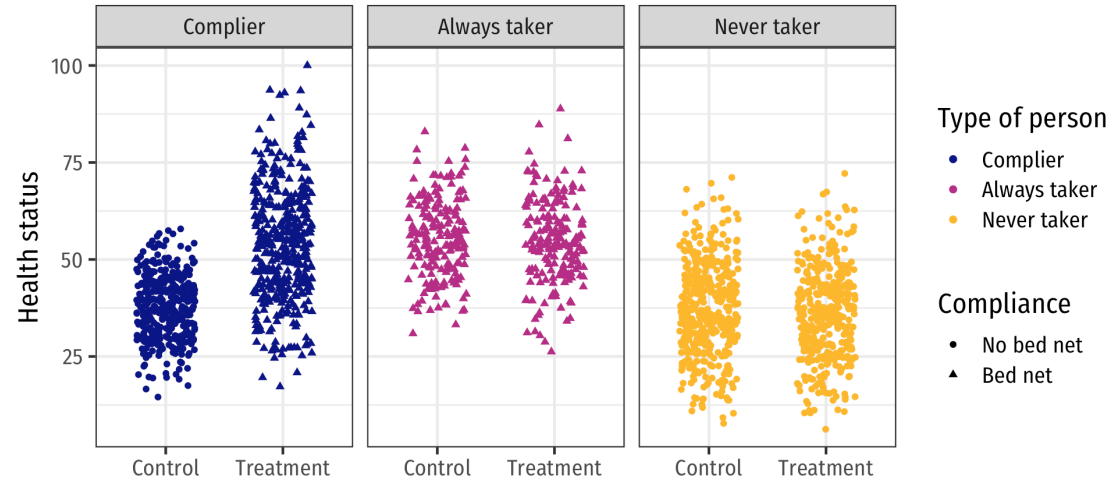 Complier
Always taker
Never taker
Health status
100
75
50
25
Control
Treatment
Control
Treatment
Control
Treatment
Type of person
Complier
Always taker
Never taker
Compliance
No bed net
Bed net